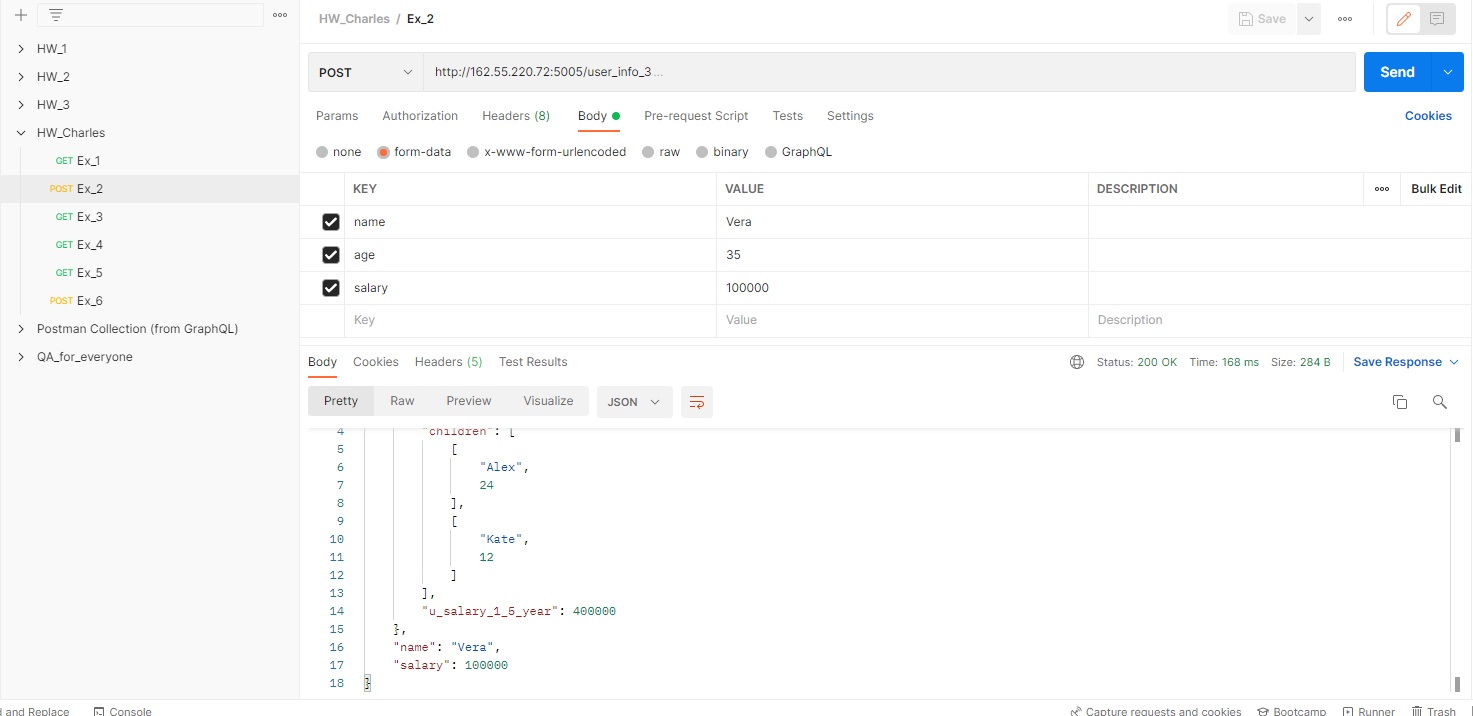 HW_Charles / Ex_2
Save
HW_1
HW_2
HW_3
HW_Charles
GET Ex_1
POST Ex_2
GET Ex_3
GET Ex_4
GET Ex_5
POST Ex_6
Postman Collection (from GraphQL)
QA_for_everyone
POST http://162.55.220.72:5005/user_info_3...
Send
Params Authorization Headers (8) Body Pre-request Script Tests Settings Cookies
none form-data x-www-form-urlencoded raw binary GraphQL
KEY VALUE DESCRIPTION Bulk Edit
name Vera
age 35
salary 100000
Key Value Description
Body Cookies Headers (5) Test Results Status: 200 OK Time: 168 ms Size: 284 B Save Response
Pretty Raw Preview Visualize JSON
4 "children": [
5 [
6 "Alex",
7 24
8 ],
9 [
10 "Kate",
11 12
12 ]
13 ],
14 "u_salary_1_5_year": 400000
15 },
16 "name": "Vera",
17 "salary": 100000
18 }
and Replace Console Capture requests and cookies Bootcamp Runner Trash